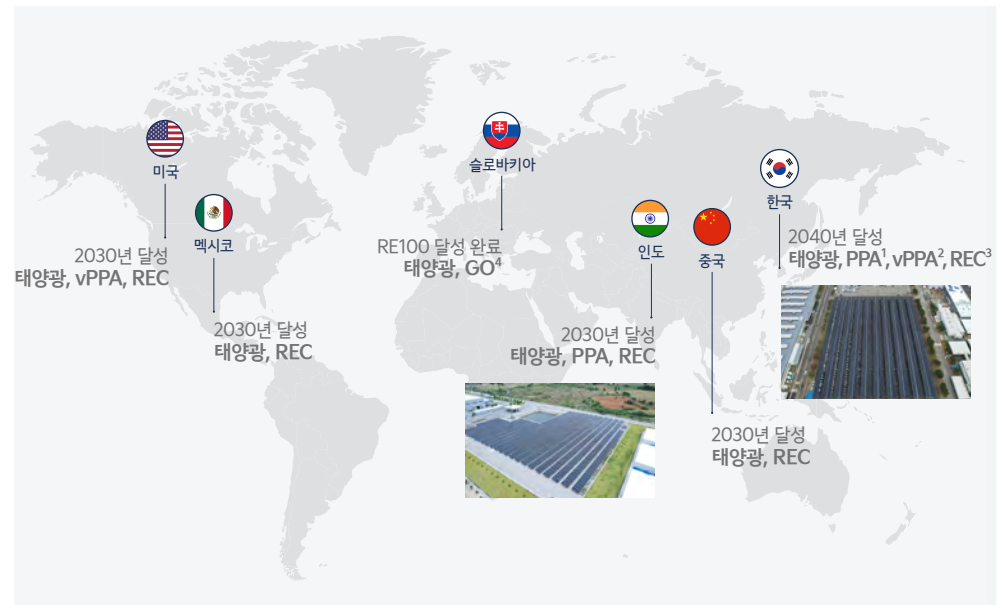 미국
2030년 달성
태양광, vPPA, REC
멕시코
2030년 달성
태양광, REC
슬로바키아
RE100 달성 완료
태양광, GO⁴
인도
2030년 달성
태양광, PPA, REC
중국
2030년 달성
태양광, REC
한국
2040년 달성
태양광, PPA¹, vPPA², REC³